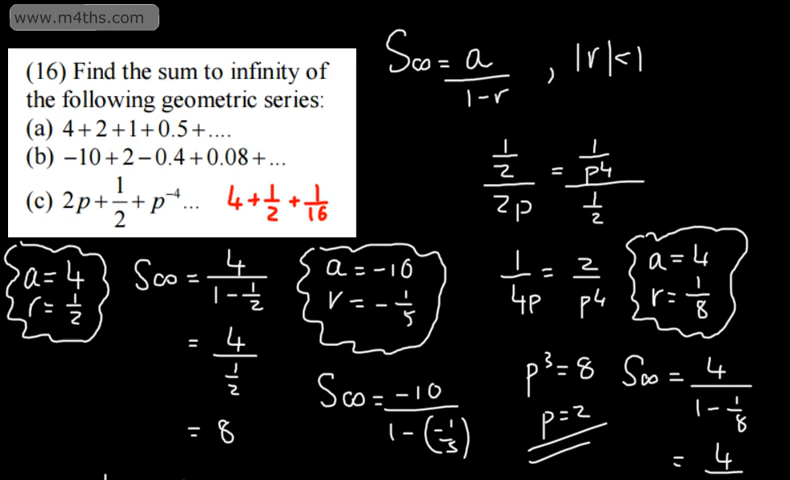 www.m4ths.com
(16) Find the sum to infinity of
the following geometric series:
(a) 4+2+1+0.5+....
(b) −10+2−0.4+0.08+...
(c) 2p+1/2+p⁻⁴... 4+1/2+1/16
S∞ = a/(1-r) , |r|<1
(1/2)/(2p) = (1/p⁴)/(1/2)
1/(4p) = 2/p⁴
p³=8
p=2
a=4
r=1/2
S∞ = 4/(1-1/2)
= 4/(1/2)
= 8
a=-10
r=-1/5
S∞ = -10/(1-(-1/5))
a=4
r=1/8
S∞ = 4/(1-1/8)
= 4